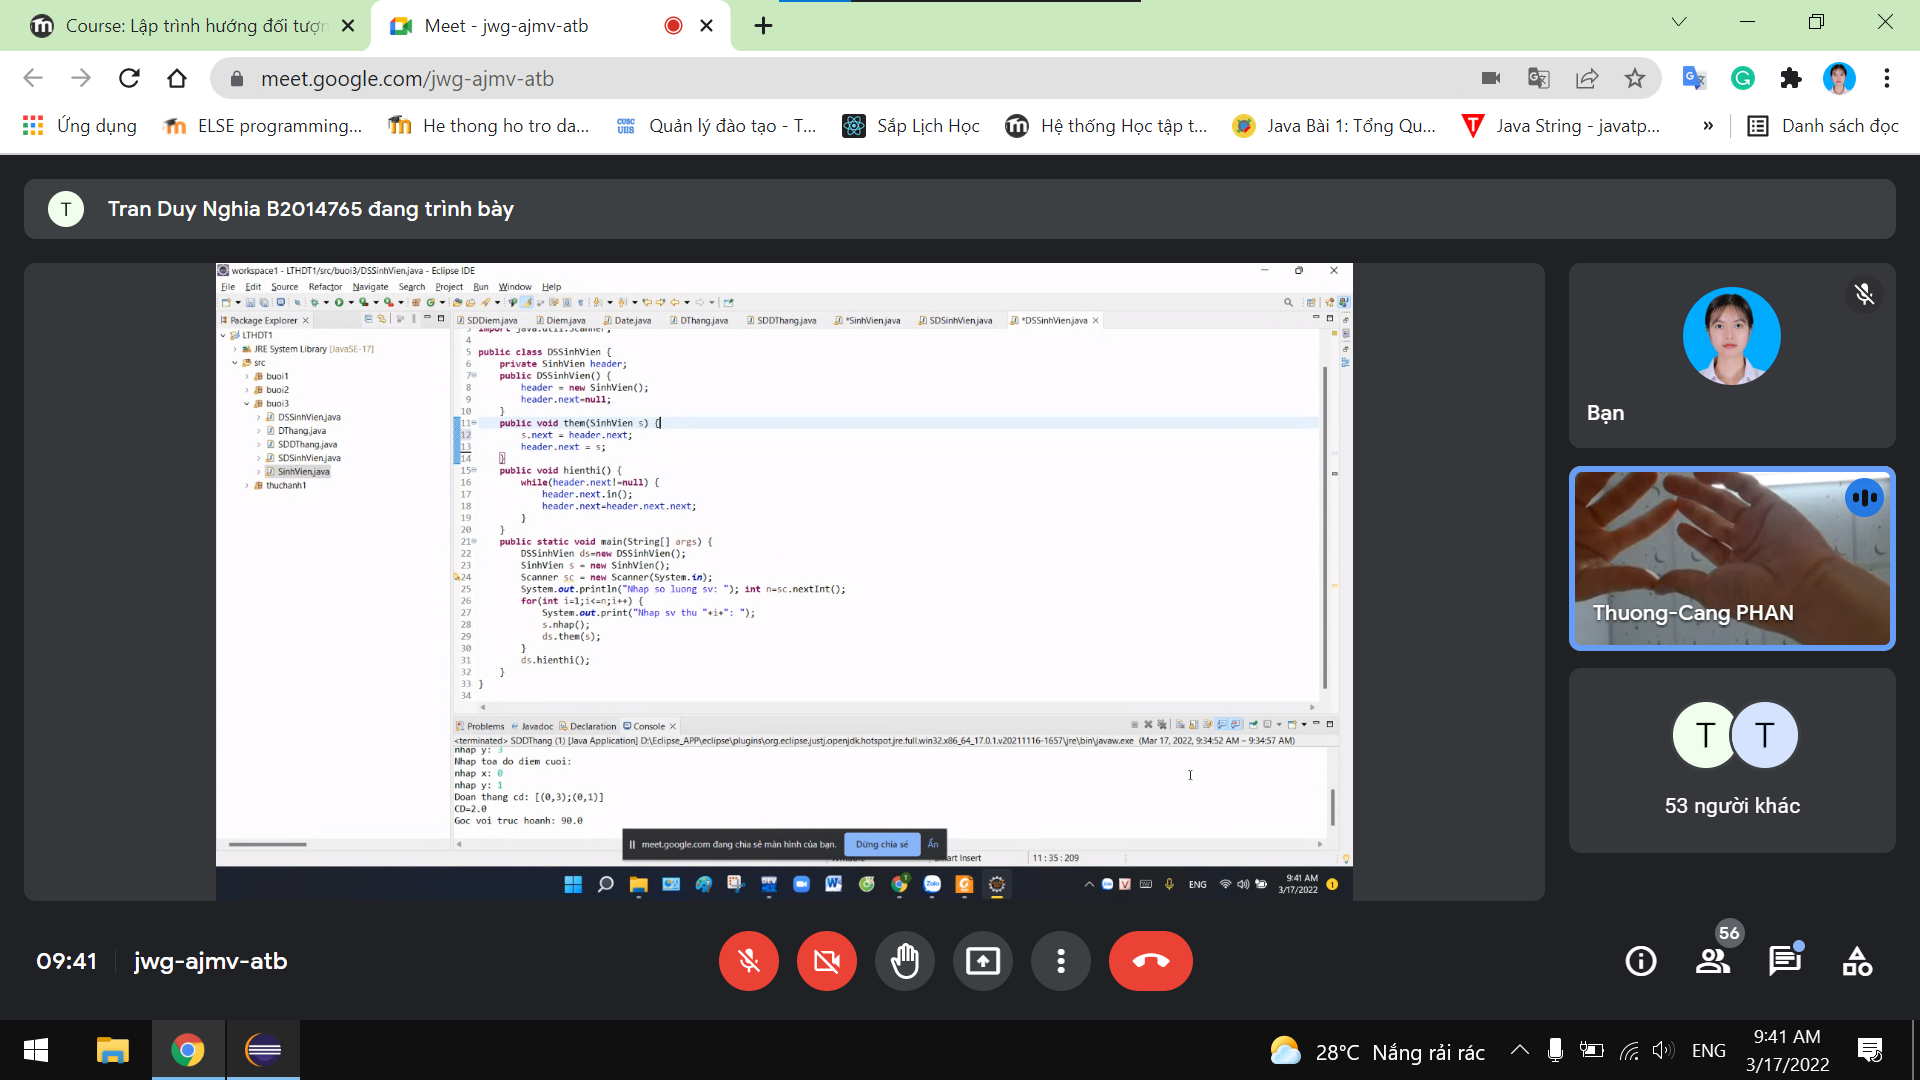 Course: Lập trình hướng đối tượn
Meet - jwg-ajmv-atb
meet.google.com/jwg-ajmv-atb
Ứng dụng
ELSE programming...
He thong ho tro da...
Quản lý đào tạo - T...
Sắp Lịch Học
Hệ thống Học tập t...
Java Bài 1: Tổng Qu...
Java String - javatp...
»
Danh sách đọc
T
Tran Duy Nghia B2014765 đang trình bày
workspace1 - LTHDT1/src/buoi3/DSSinhVien.java - Eclipse IDE
File Edit Source Refactor Navigate Search Project Run Window Help
Package Explorer
LTHDT1
JRE System Library [JavaSE-17]
src
buoi1
buoi2
buoi3
DSSinhVien.java
DThang.java
SDDThang.java
SDSinhVien.java
SinhVien.java
thuchanh1
SDDiem.java
Diem.java
Date.java
DThang.java
SDDThang.java
*SinhVien.java
SDSinhVien.java
*DSSinhVien.java
3 import java.util.Scanner;
4
5 public class DSSinhVien {
6 private SinhVien header;
7 public DSSinhVien() {
8 header = new SinhVien();
9 header.next=null;
10 }
11 public void them(SinhVien s) {
12 s.next = header.next;
13 header.next = s;
14 }
15 public void hienthi() {
16 while(header.next!=null) {
17 header.next.in();
18 header.next=header.next.next;
19 }
20 }
21 public static void main(String[] args) {
22 DSSinhVien ds=new DSSinhVien();
23 SinhVien s = new SinhVien();
24 Scanner sc = new Scanner(System.in);
25 System.out.println("Nhap so luong sv: "); int n=sc.nextInt();
26 for(int i=1;i<=n;i++) {
27 System.out.print("Nhap sv thu "+i+": ");
28 s.nhap();
29 ds.them(s);
30 }
31 ds.hienthi();
32 }
33 }
34
Problems Javadoc Declaration Console
<terminated> SDDThang (1) [Java Application] D:\Eclipse_APP\eclipse\plugins\org.eclipse.justj.openjdk.hotspot.jre.full.win32.x86_64_17.0.1.v20211116-1657\jre\bin\javaw.exe (Mar 17, 2022, 9:34:52 AM – 9:34:57 AM)
nhap y: 3
Nhap toa do diem cuoi:
nhap x: 0
nhap y: 1
Doan thang cd: [(0,3);(0,1)]
CD=2.0
Goc voi truc hoanh: 90.0
meet.google.com đang chia sẻ màn hình của bạn.
Dừng chia sẻ
Ẩn
Insert
11 : 35 : 209
ENG
9:41 AM
3/17/2022
Bạn
Thuong-Cang PHAN
T
T
53 người khác
09:41
jwg-ajmv-atb
56
28°C Nắng rải rác
ENG
9:41 AM
3/17/2022